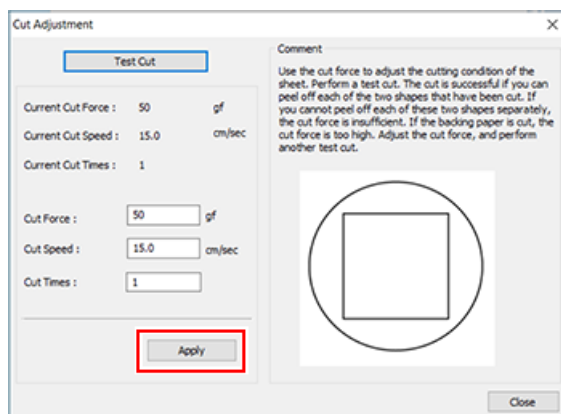 Cut Adjustment
Test Cut
Current Cut Force : 50 gf
Current Cut Speed : 15.0 cm/sec
Current Cut Times : 1
Cut Force : 50 gf
Cut Speed : 15.0 cm/sec
Cut Times : 1
Apply
Comment
Use the cut force to adjust the cutting condition of the
sheet. Perform a test cut. The cut is successful if you can
peel off each of the two shapes that have been cut. If
you cannot peel off each of these two shapes separately,
the cut force is insufficient. If the backing paper is cut, the
cut force is too high. Adjust the cut force, and perform
another test cut.
Close